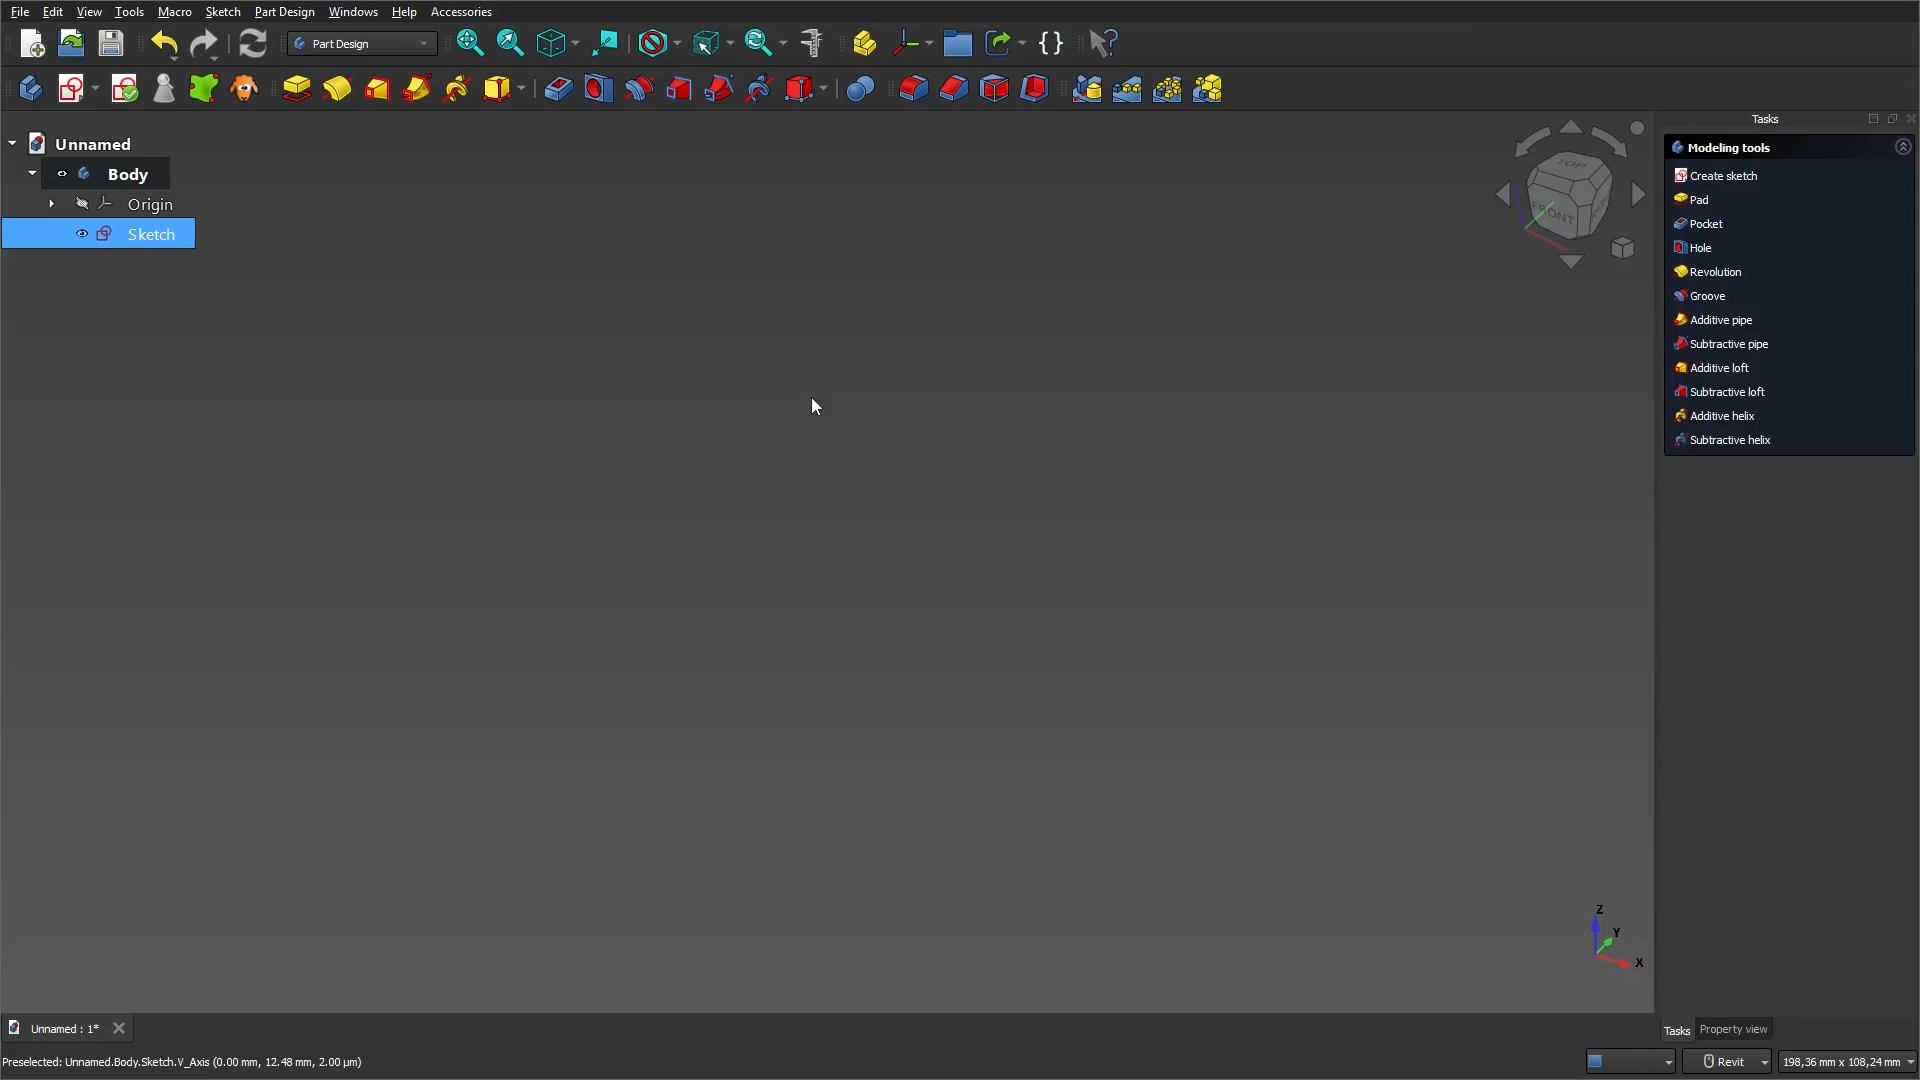 File Edit View Tools Macro Sketch Part Design Windows Help Accessories
Part Design
Tasks
Unnamed
Body
Origin
Sketch
TOP
FRONT
Modeling tools
Create sketch
Pad
Pocket
Hole
Revolution
Groove
Additive pipe
Subtractive pipe
Additive loft
Subtractive loft
Additive helix
Subtractive helix
Z
Y
X
Unnamed : 1*
Tasks Property view
Preselected: Unnamed.Body.Sketch.V_Axis (0.00 mm, 12.48 mm, 2.00 µm)
Revit
198,36 mm x 108,24 mm